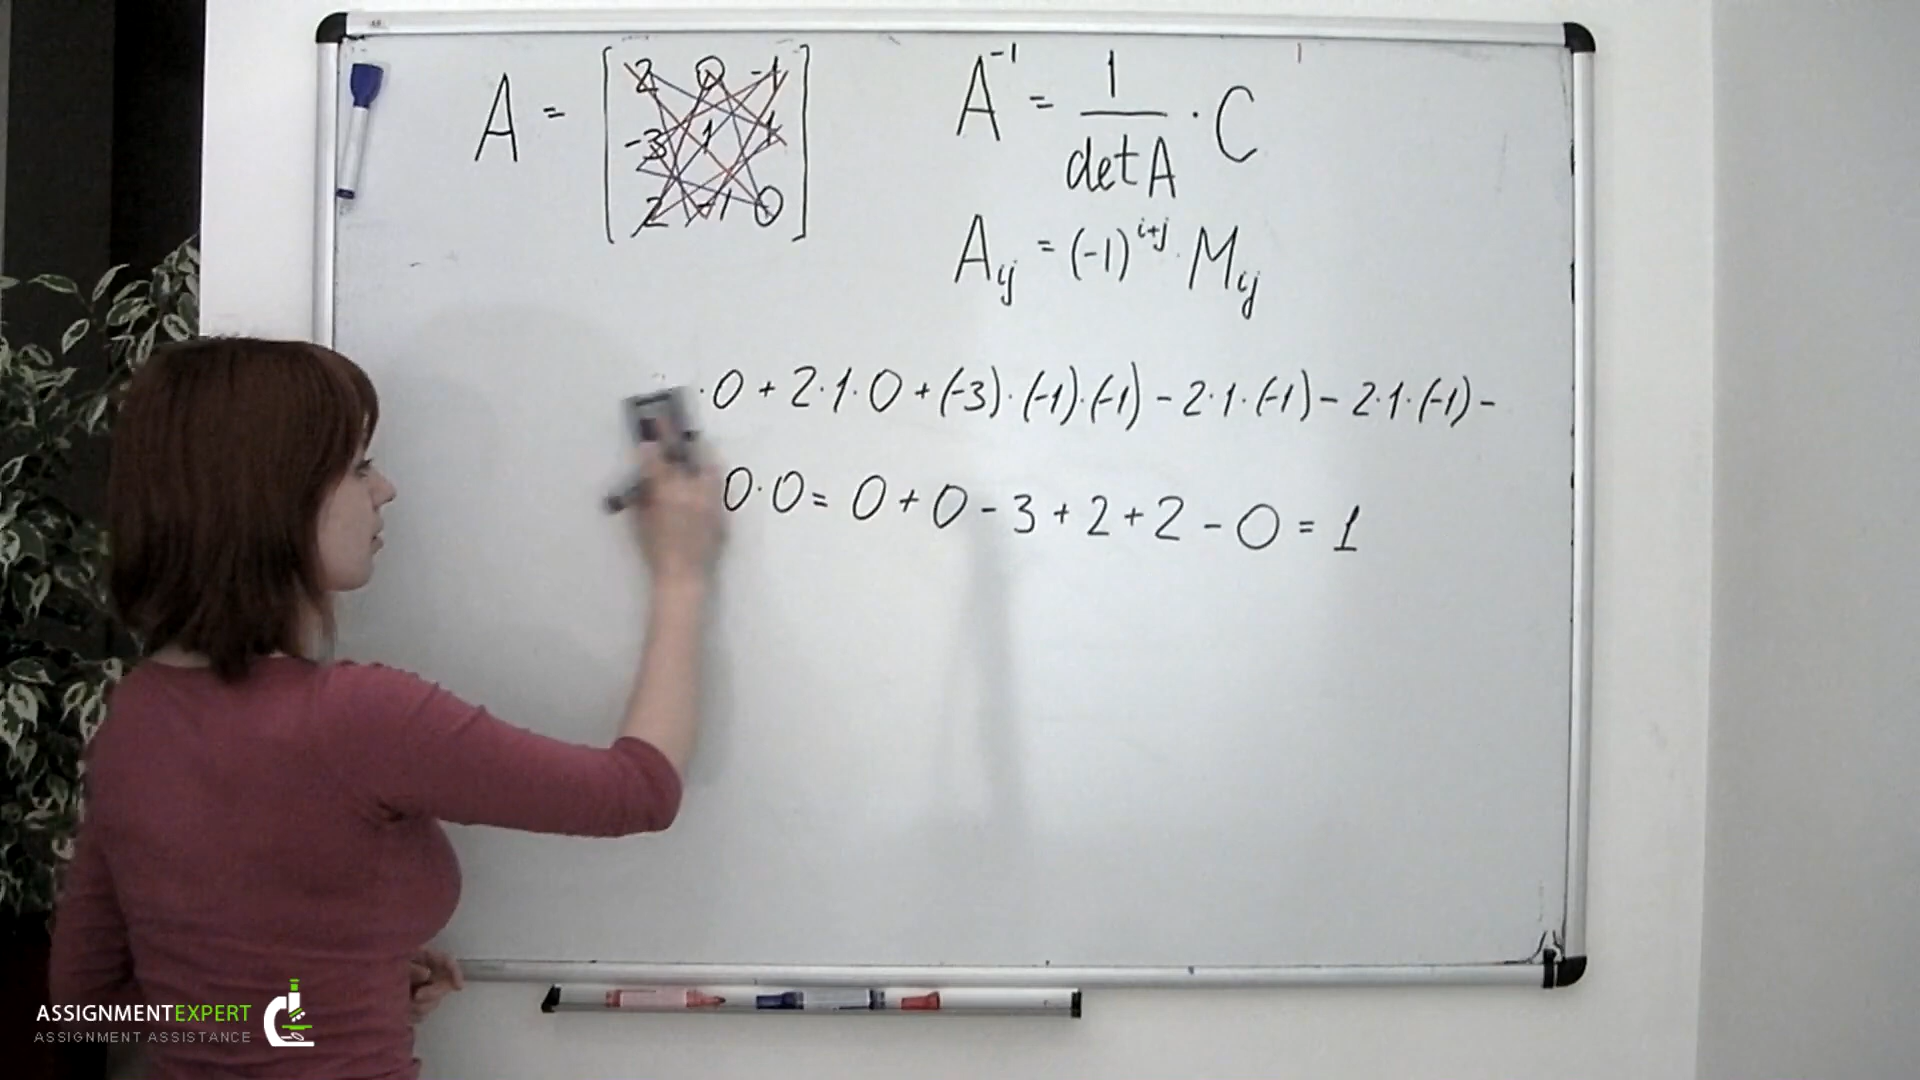 A = [ 2 0 -1
-3 1 1
2 -1 0 ]
A⁻¹ = 1/detA · C
A_ij = (-1)^(i+j) · M_ij
·0 + 2·1·0 + (-3)·(-1)·(-1) - 2·1·(-1) - 2·1·(-1) -
0·0 = 0 + 0 - 3 + 2 + 2 - 0 = 1
ASSIGNMENTEXPERT
ASSIGNMENT ASSISTANCE